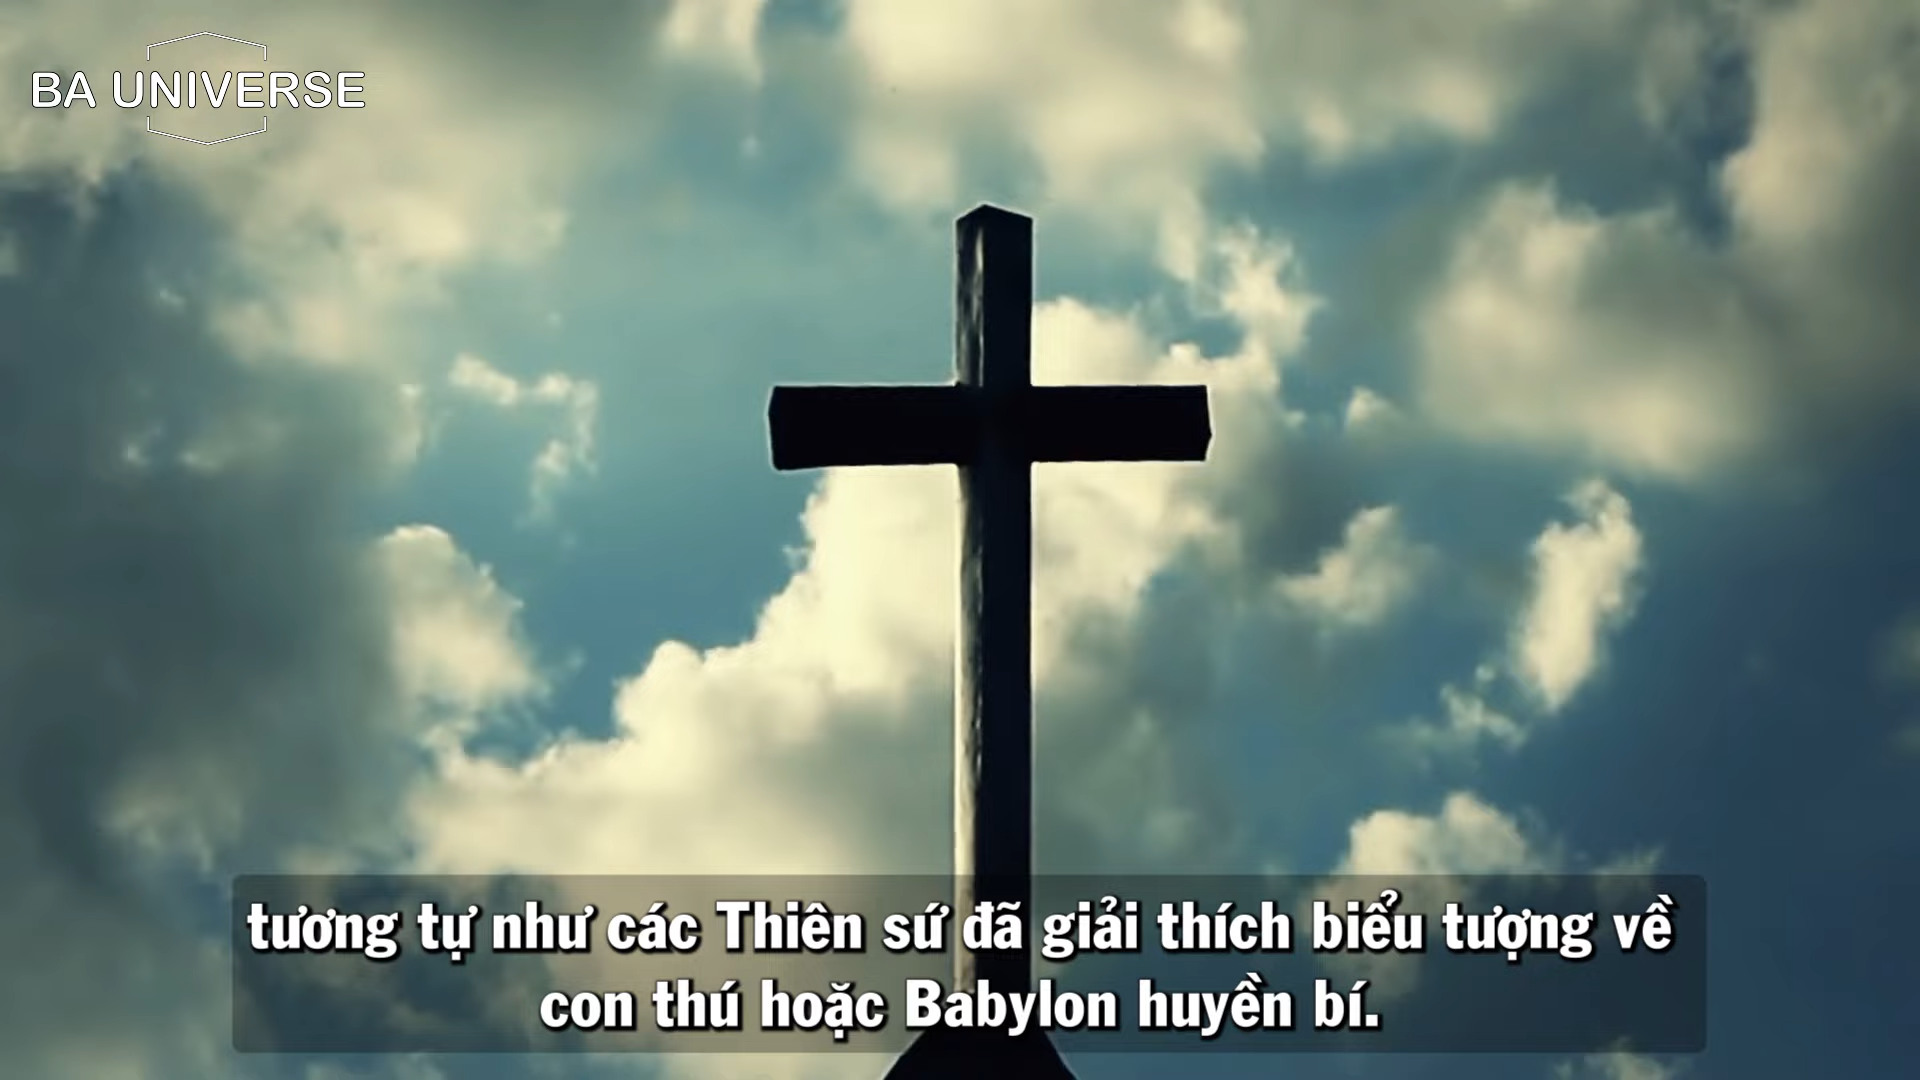 BA UNIVERSE
tương tự như các Thiên sứ đã giải thích biểu tượng về
con thú hoặc Babylon huyền bí.